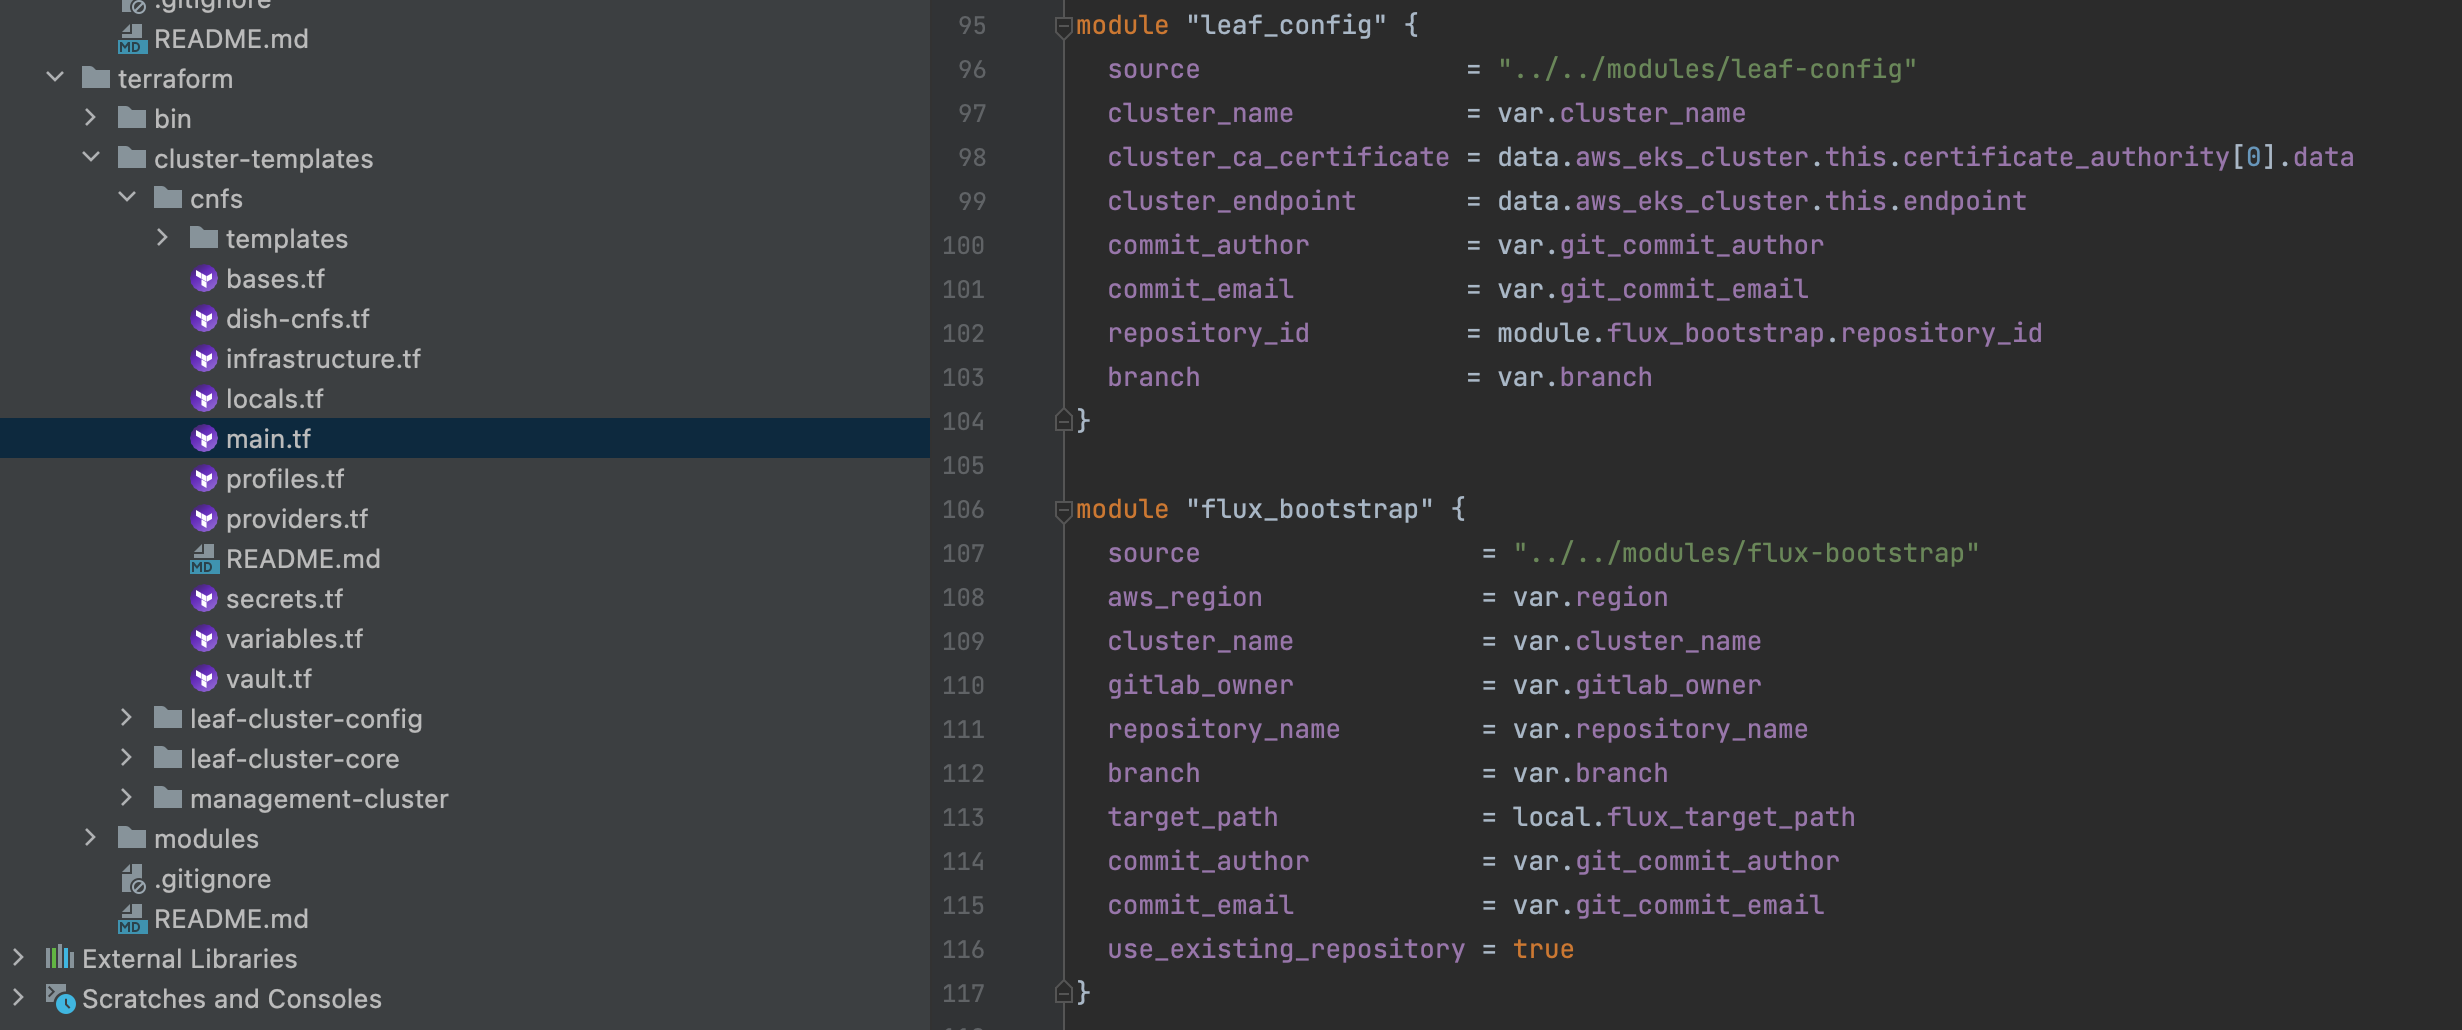 .gitignore
README.md
terraform
bin
cluster-templates
cnfs
templates
bases.tf
dish-cnfs.tf
infrastructure.tf
locals.tf
main.tf
profiles.tf
providers.tf
README.md
secrets.tf
variables.tf
vault.tf
leaf-cluster-config
leaf-cluster-core
management-cluster
modules
.gitignore
README.md
External Libraries
Scratches and Consoles
95 module "leaf_config" {
96 source = "../../modules/leaf-config"
97 cluster_name = var.cluster_name
98 cluster_ca_certificate = data.aws_eks_cluster.this.certificate_authority[0].data
99 cluster_endpoint = data.aws_eks_cluster.this.endpoint
100 commit_author = var.git_commit_author
101 commit_email = var.git_commit_email
102 repository_id = module.flux_bootstrap.repository_id
103 branch = var.branch
104 }
105
106 module "flux_bootstrap" {
107 source = "../../modules/flux-bootstrap"
108 aws_region = var.region
109 cluster_name = var.cluster_name
110 gitlab_owner = var.gitlab_owner
111 repository_name = var.repository_name
112 branch = var.branch
113 target_path = local.flux_target_path
114 commit_author = var.git_commit_author
115 commit_email = var.git_commit_email
116 use_existing_repository = true
117 }